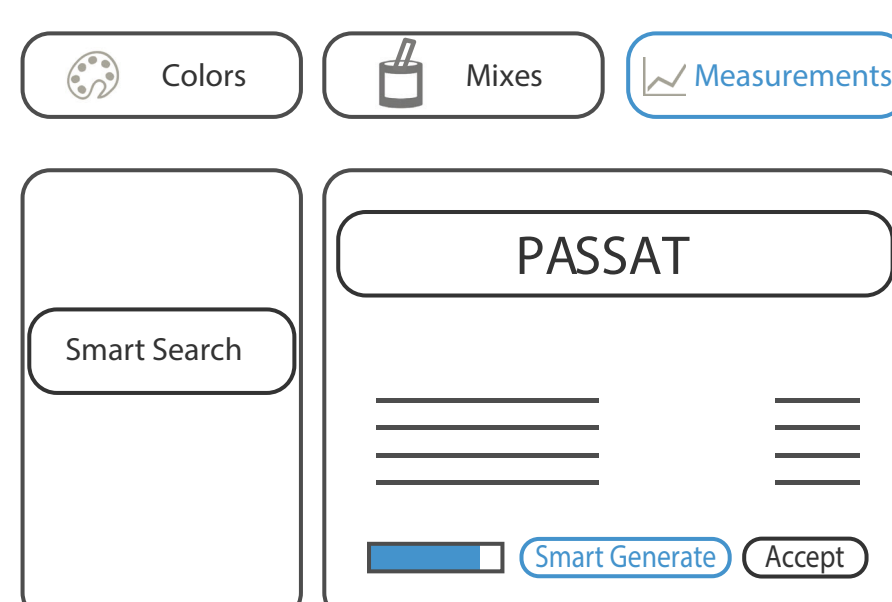 Colors
Mixes
Measurements
PASSAT
Smart Search
Smart Generate
Accept